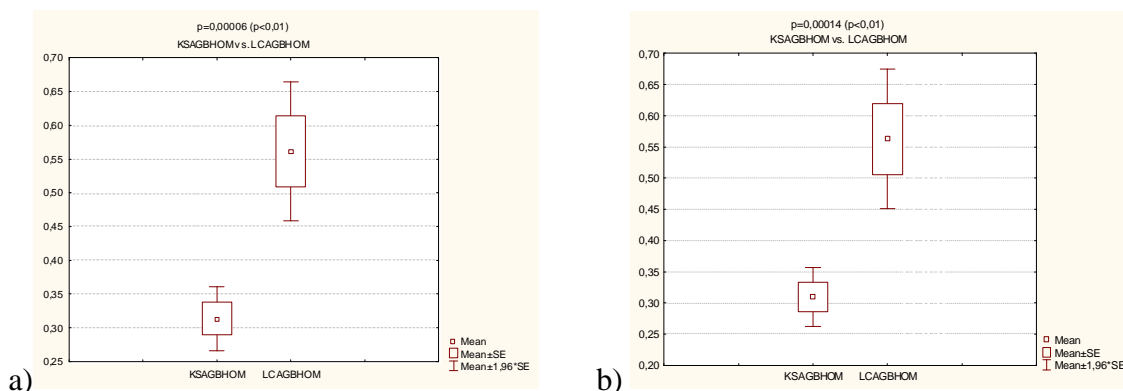 p=0,00006 (p<0,01)
KSAGBHOM vs. LCAGBHOM
0,70
0,65
0,60
0,55
0,50
0,45
0,40
0,35
0,30
0,25
KSAGBHOM LCAGBHOM
Mean
Mean±SE
Mean±1,96*SE
a)
p=0,00014 (p<0,01)
KSAGBHOM vs. LCAGBHOM
0,70
0,65
0,60
0,55
0,50
0,45
0,40
0,35
0,30
0,25
0,20
KSAGBHOM LCAGBHOM
Mean
Mean±SE
Mean±1,96*SE
b)